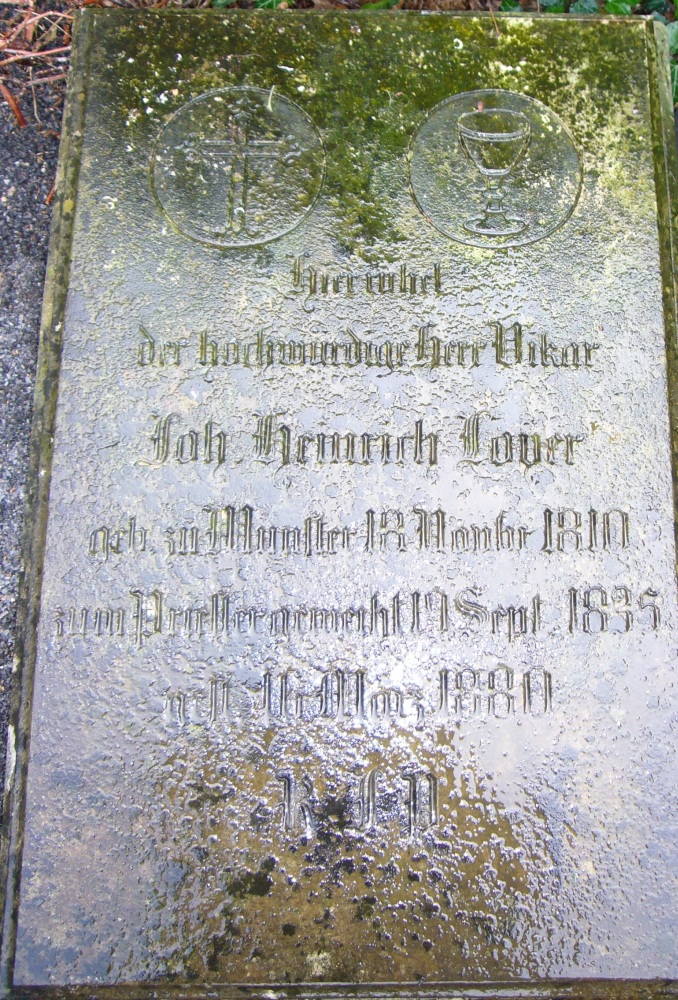 Hier ruhet
der hochwürdige Herr Vikar
Joh. Heinrich Loyer
geb. zu Münster 18 Novbr 1810
zum Priester geweiht 19 Sept. 1835
gest. 16 März 1880
R. I. P.